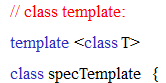 // class template:
template <class T>
class specTemplate {